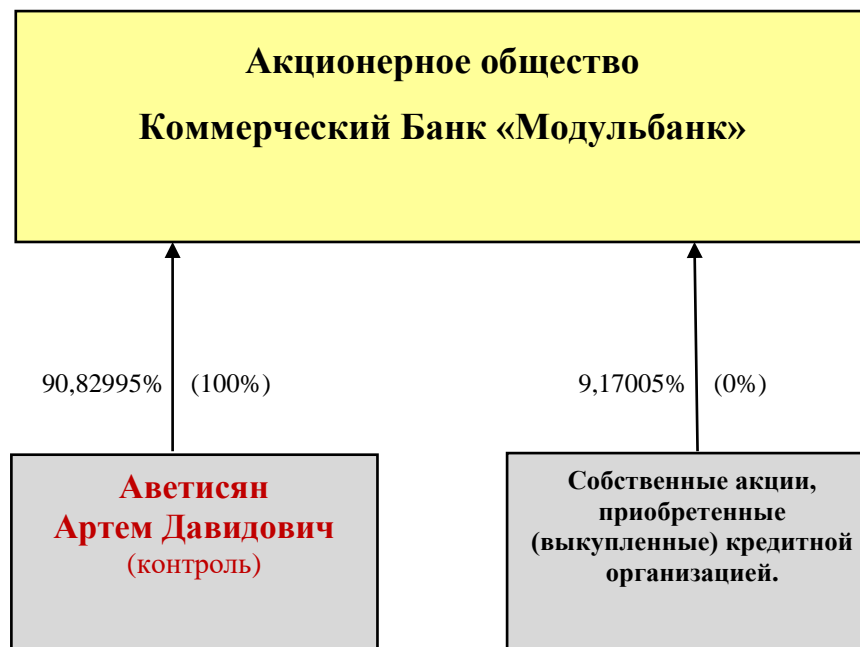 Акционерное общество
Коммерческий Банк «Модульбанк»
90,82995% (100%)
9,17005% (0%)
Аветисян
Артем Давидович
(контроль)
Собственные акции,
приобретенные
(выкупленные) кредитной
организацией.